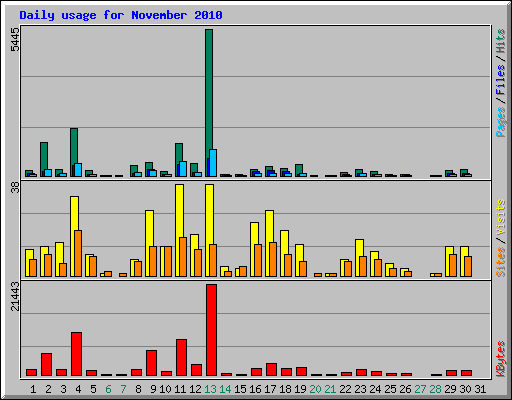 Daily usage for November 2010
5445
38
21443
Pages / Files / Hits
Sites / Visits
KBytes
1 2 3 4 5 6 7 8 9 10 11 12 13 14 15 16 17 18 19 20 21 22 23 24 25 26 27 28 29 30 31